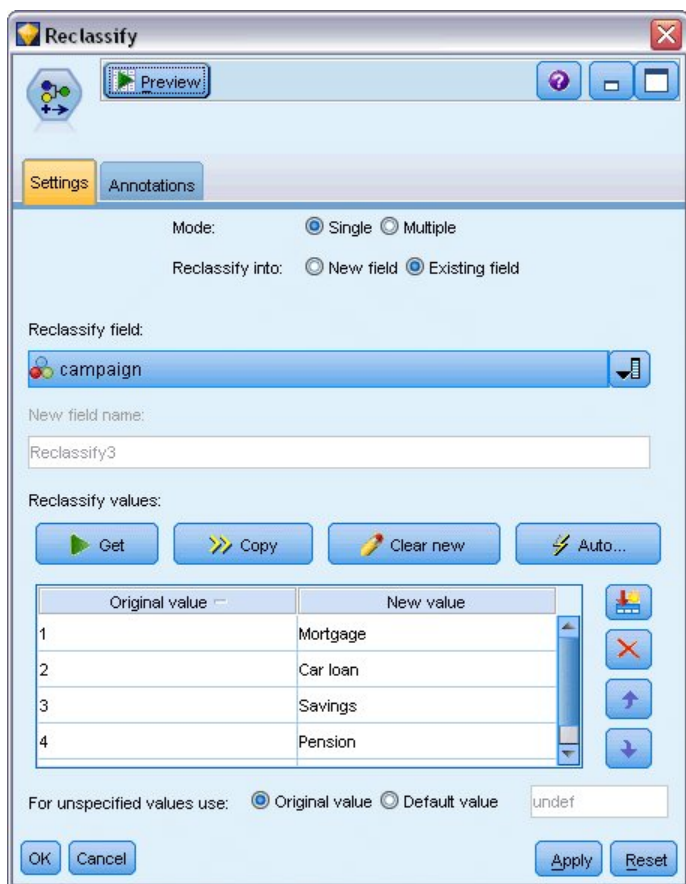 Reclassify
Preview
Settings Annotations
Mode: Single Multiple
Reclassify into: New field Existing field
Reclassify field:
campaign
New field name:
Reclassify3
Reclassify values:
Get Copy Clear new Auto...
Original value New value
1 Mortgage
2 Car loan
3 Savings
4 Pension
For unspecified values use: Original value Default value undef
OK Cancel Apply Reset